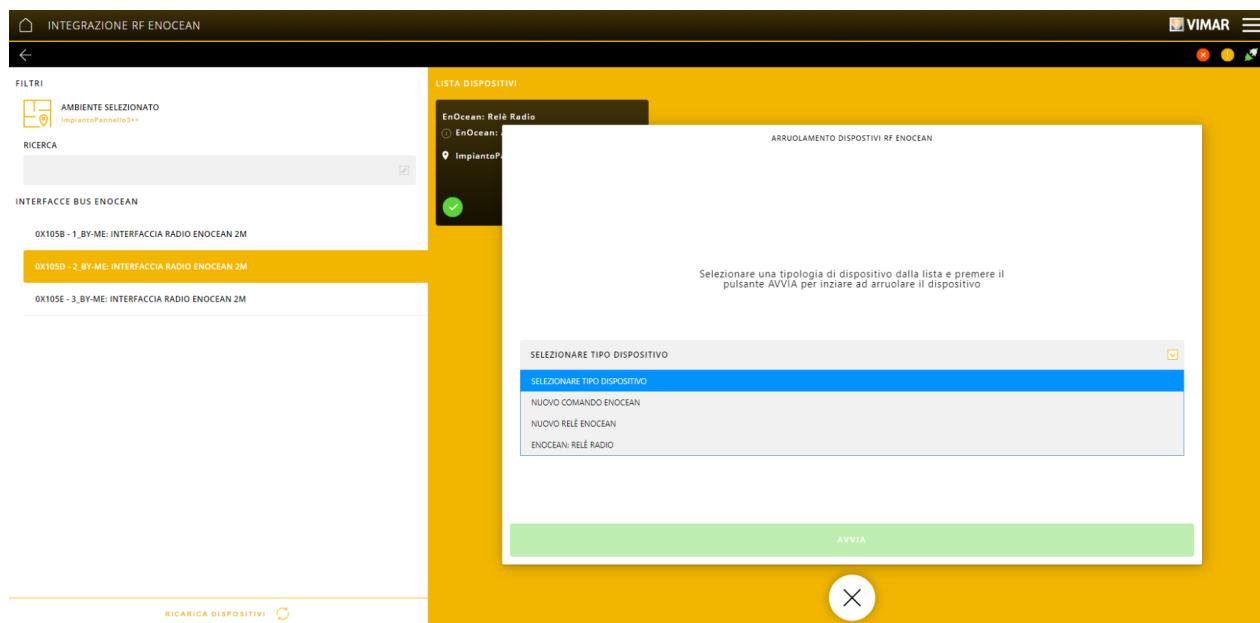 INTEGRAZIONE RF ENOCEAN
VIMAR
FILTRI
AMBIENTE SELEZIONATO
ImpiantoPannello3++
RICERCA
INTERFACCE BUS ENOCEAN
0X105B - 1_BY-ME: INTERFACCIA RADIO ENOCEAN 2M
0X105D - 2_BY-ME: INTERFACCIA RADIO ENOCEAN 2M
0X105E - 3_BY-ME: INTERFACCIA RADIO ENOCEAN 2M
RICARICA DISPOSITIVI
LISTA DISPOSITIVI
EnOcean: Relè Radio
EnOcean:
ImpiantoPa
ARRUOLAMENTO DISPOSTIVI RF ENOCEAN
Selezionare una tipologia di dispositivo dalla lista e premere il
pulsante AVVIA per inziare ad arruolare il dispositivo
SELEZIONARE TIPO DISPOSITIVO
SELEZIONARE TIPO DISPOSITIVO
NUOVO COMANDO ENOCEAN
NUOVO RELÈ ENOCEAN
ENOCEAN: RELÈ RADIO
AVVIA